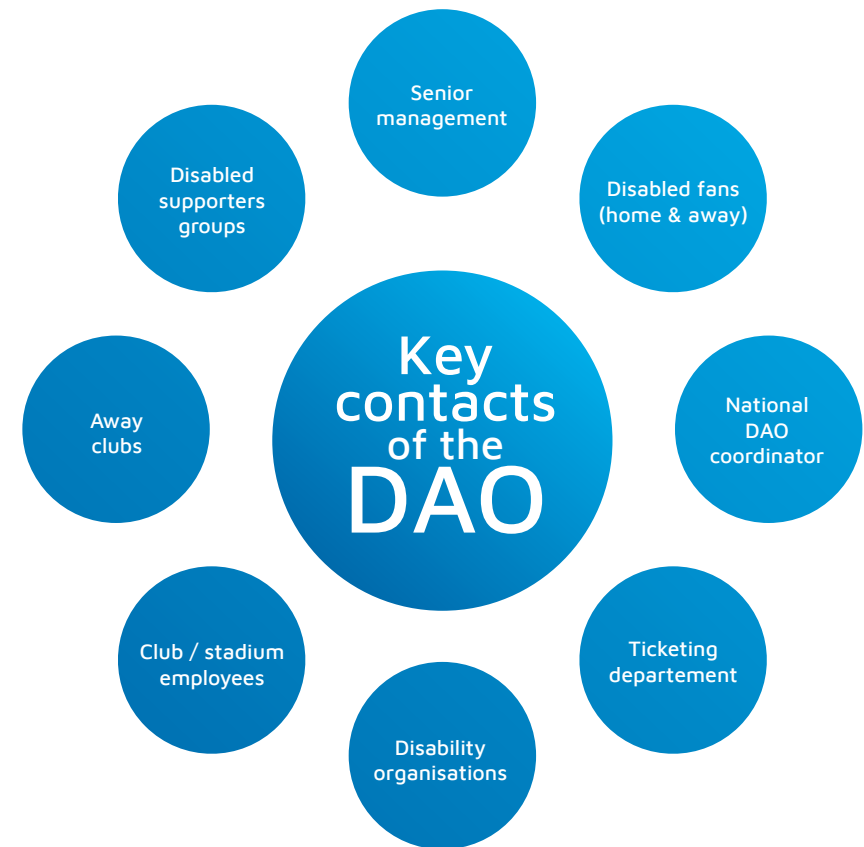 Senior
management
Disabled
supporters
groups
Disabled fans
(home & away)
Key
contacts
of the
DAO
Away
clubs
National
DAO
coordinator
Club / stadium
employees
Ticketing
departement
Disability
organisations